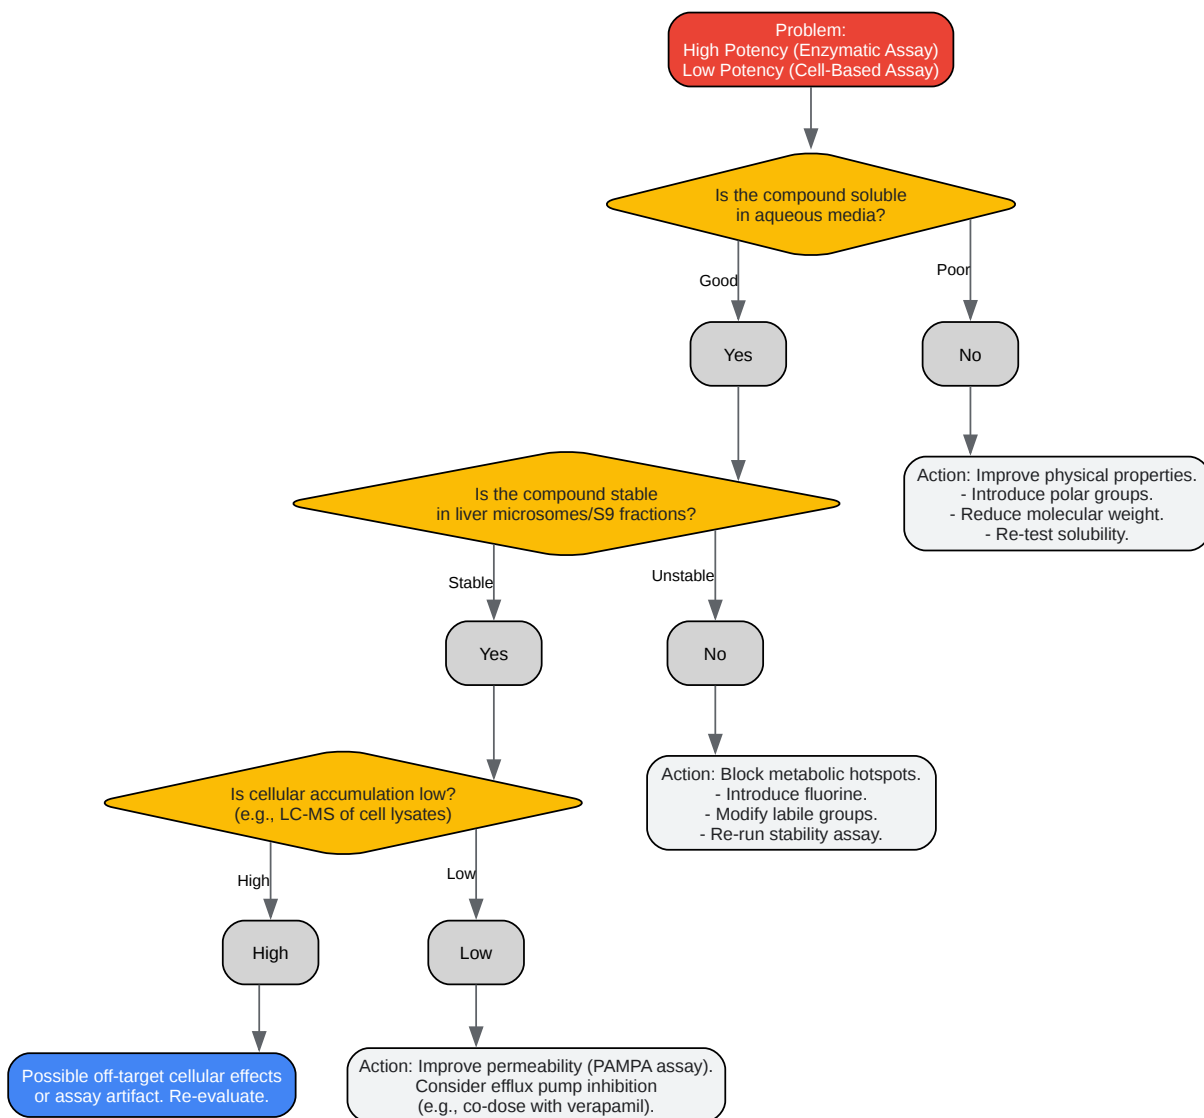 Problem:
High Potency (Enzymatic Assay)
Low Potency (Cell-Based Assay)
Is the compound soluble
in aqueous media?
Good
Poor
Yes
No
Action: Improve physical properties.
- Introduce polar groups.
- Reduce molecular weight.
- Re-test solubility.
Is the compound stable
in liver microsomes/S9 fractions?
Stable
Unstable
Yes
No
Action: Block metabolic hotspots.
- Introduce fluorine.
- Modify labile groups.
- Re-run stability assay.
Is cellular accumulation low?
(e.g., LC-MS of cell lysates)
High
Low
High
Low
Possible off-target cellular effects
or assay artifact. Re-evaluate.
Action: Improve permeability (PAMPA assay).
Consider efflux pump inhibition
(e.g., co-dose with verapamil).